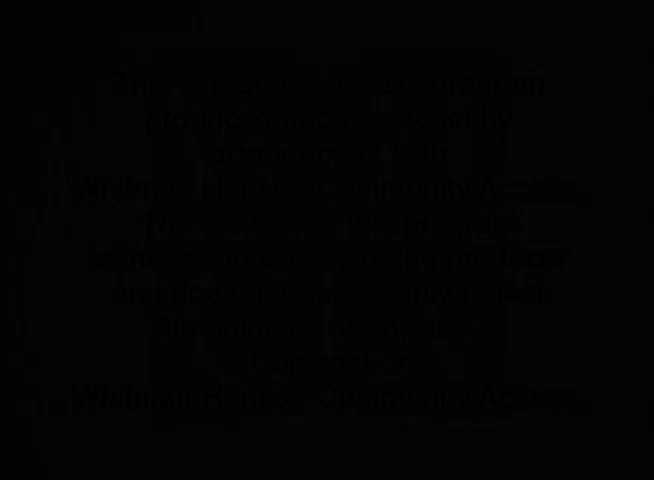 This is a public access program
produced and cablecast by
arrangement with
Whitman Hanson Community Access.
The content of this program
is the responsibility of the producer
and does not necessarily reflect
the opinions or policies of
Comcast or
Whitman Hanson Community Access.